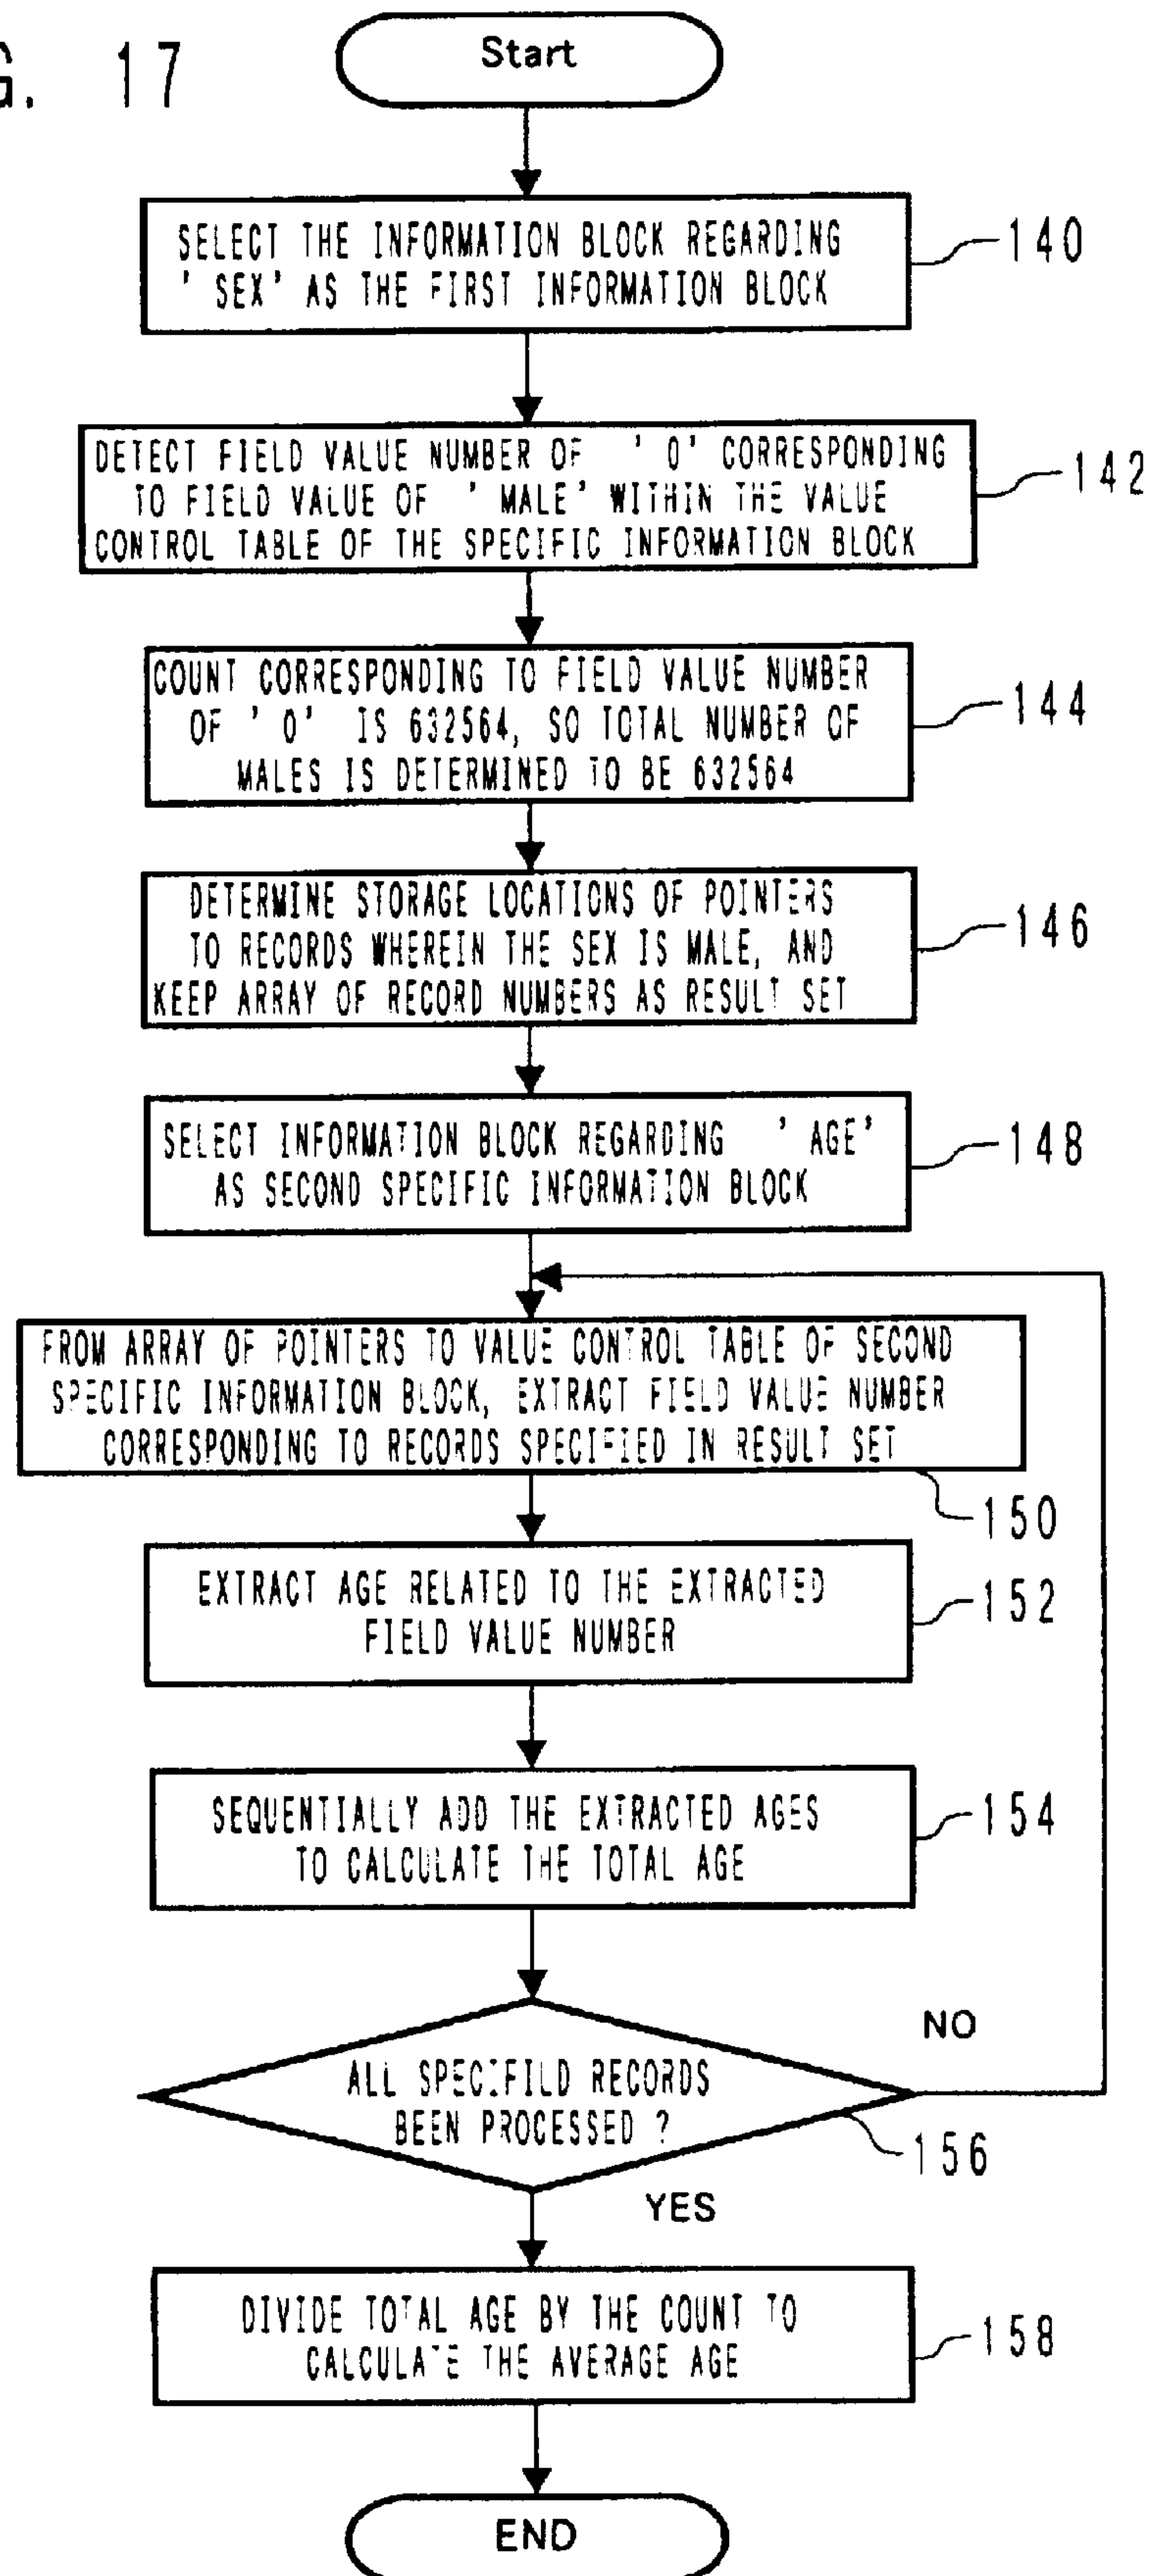 G. 17
Start
SELECT THE INFORMATION BLOCK REGARDING
'SEX' AS THE FIRST INFORMATION BLOCK
140
DETECT FIELD VALUE NUMBER OF '0' CORRESPONDING
TO FIELD VALUE OF 'MALE' WITHIN THE VALUE
CONTROL TABLE OF THE SPECIFIC INFORMATION BLOCK
142
COUNT CORRESPONDING TO FIELD VALUE NUMBER
OF '0' IS 632564, SO TOTAL NUMBER OF
MALES IS DETERMINED TO BE 632564
144
DETERMINE STORAGE LOCATIONS OF POINTERS
TO RECORDS WHEREIN THE SEX IS MALE, AND
KEEP ARRAY OF RECORD NUMBERS AS RESULT SET
146
SELECT INFORMATION BLOCK REGARDING 'AGE'
AS SECOND SPECIFIC INFORMATION BLOCK
148
FROM ARRAY OF POINTERS TO VALUE CONTROL TABLE OF SECOND
SPECIFIC INFORMATION BLOCK, EXTRACT FIELD VALUE NUMBER
CORRESPONDING TO RECORDS SPECIFIED IN RESULT SET
150
EXTRACT AGE RELATED TO THE EXTRACTED
FIELD VALUE NUMBER
152
SEQUENTIALLY ADD THE EXTRACTED AGES
TO CALCULATE THE TOTAL AGE
154
NO
ALL SPECIFILD RECORDS
BEEN PROCESSED ?
156
YES
DIVIDE TOTAL AGE BY THE COUNT TO
CALCULATE THE AVERAGE AGE
158
END